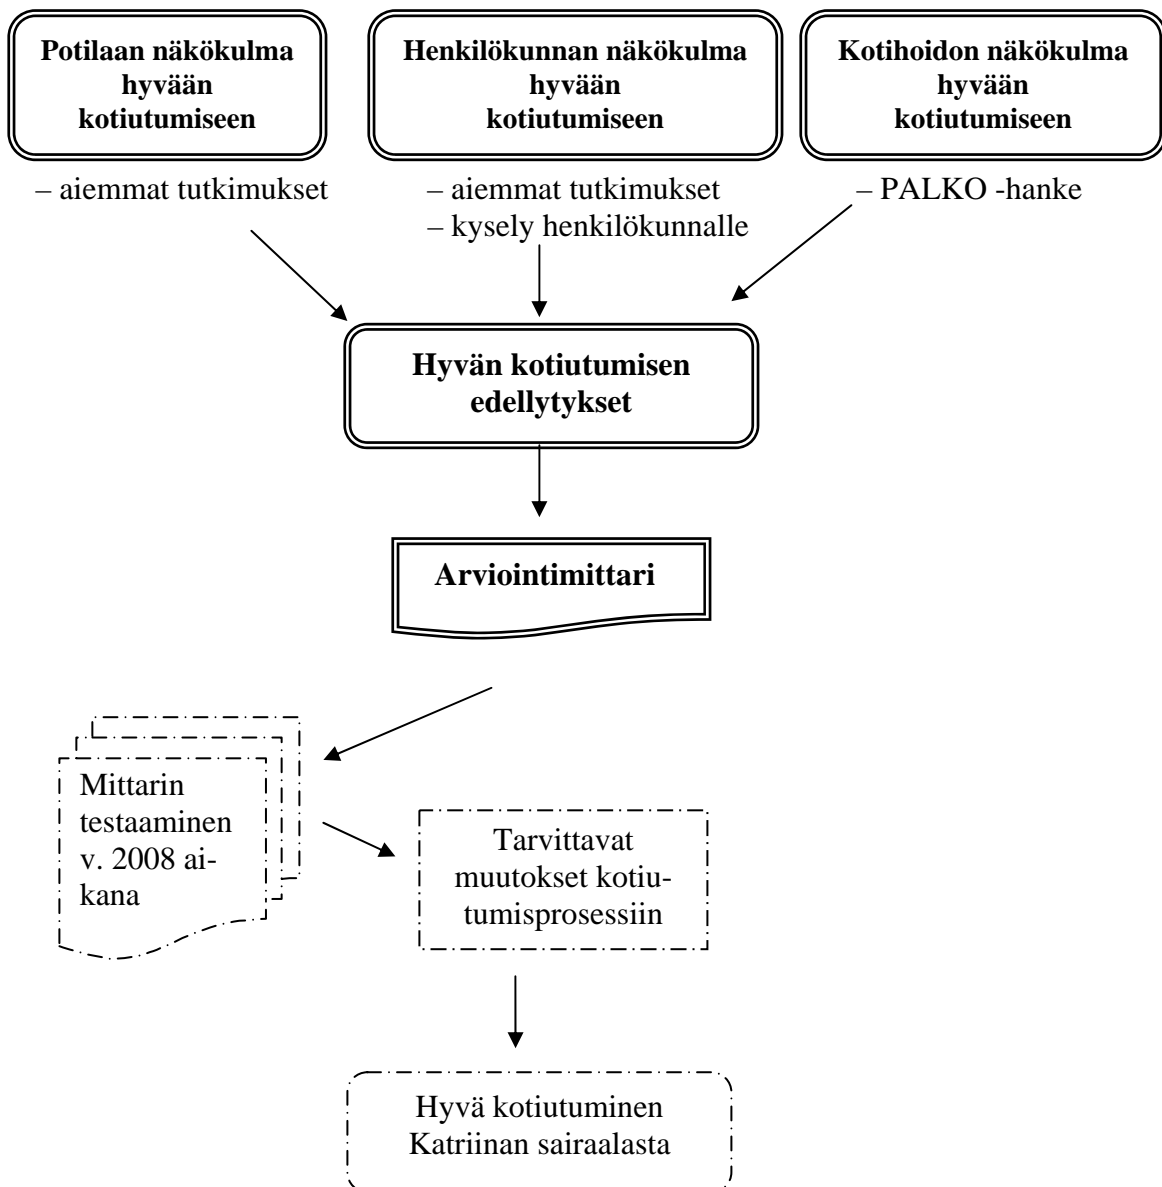 Potilaan näkökulma
hyvään
kotiutumiseen
– aiemmat tutkimukset
Henkilökunnan näkökulma
hyvään
kotiutumiseen
– aiemmat tutkimukset
– kysely henkilökunnalle
Kotihoidon näkökulma
hyvään
kotiutumiseen
– PALKO -hanke
Hyvän kotiutumisen
edellytykset
Arviointimittari
Mittarin
testaaminen
v. 2008 ai-
kana
Tarvittavat
muutokset kotiu-
tumisprosessiin
Hyvä kotiutuminen
Katriinan sairaalasta